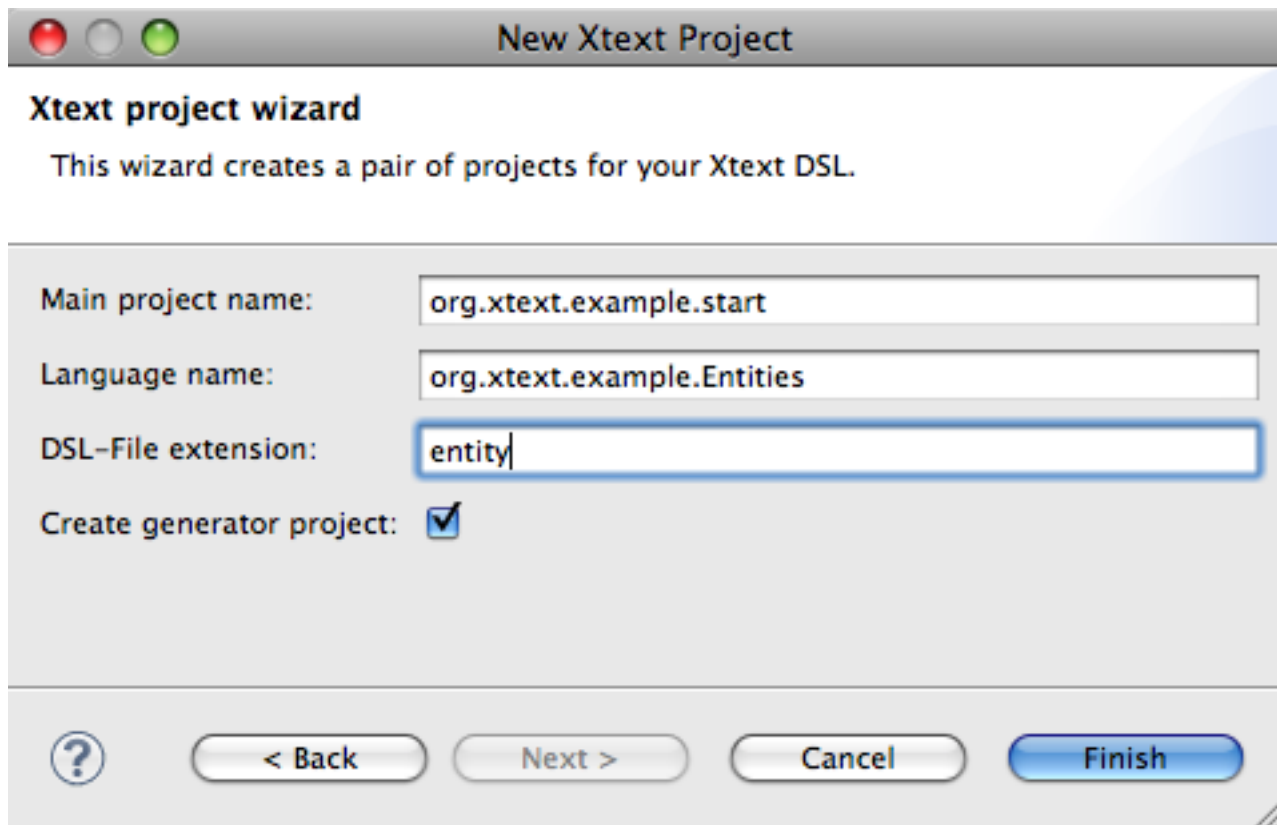 New Xtext Project
Xtext project wizard
This wizard creates a pair of projects for your Xtext DSL.
Main project name: org.xtext.example.start
Language name: org.xtext.example.Entities
DSL-File extension: entity
Create generator project:
? < Back Next > Cancel Finish